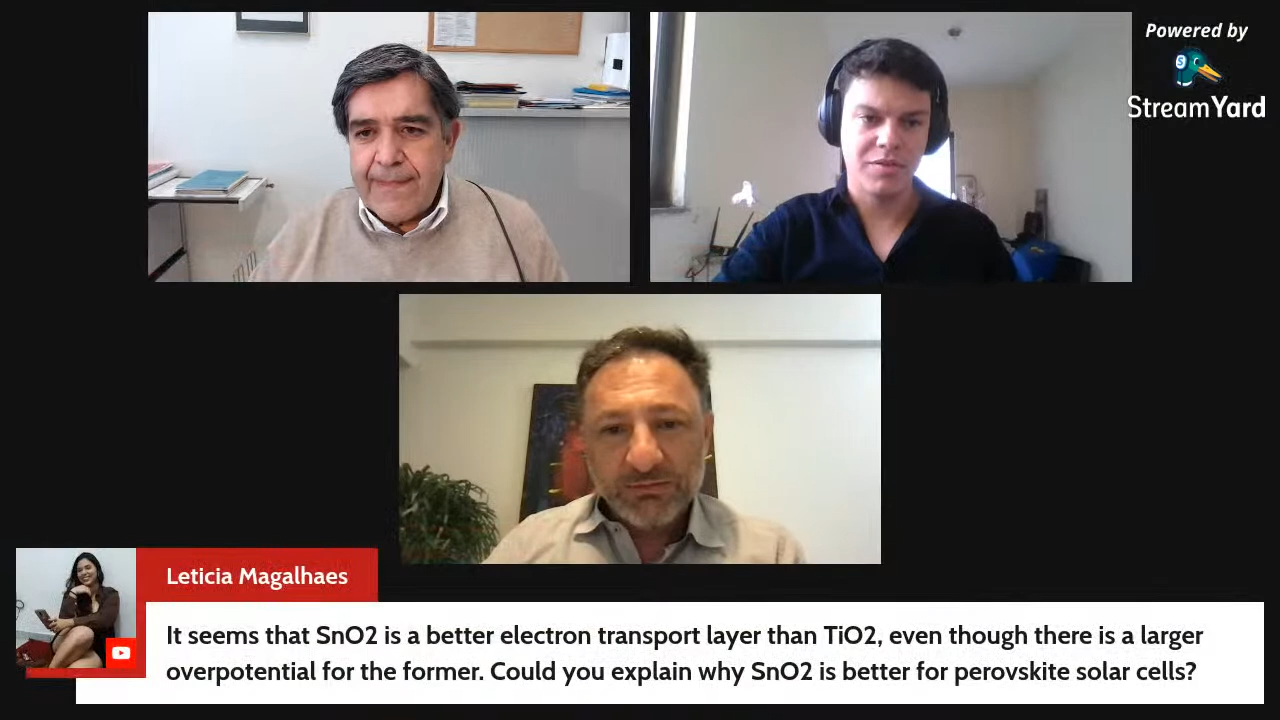 Powered by
StreamYard
Leticia Magalhaes
It seems that SnO2 is a better electron transport layer than TiO2, even though there is a larger
overpotential for the former. Could you explain why SnO2 is better for perovskite solar cells?